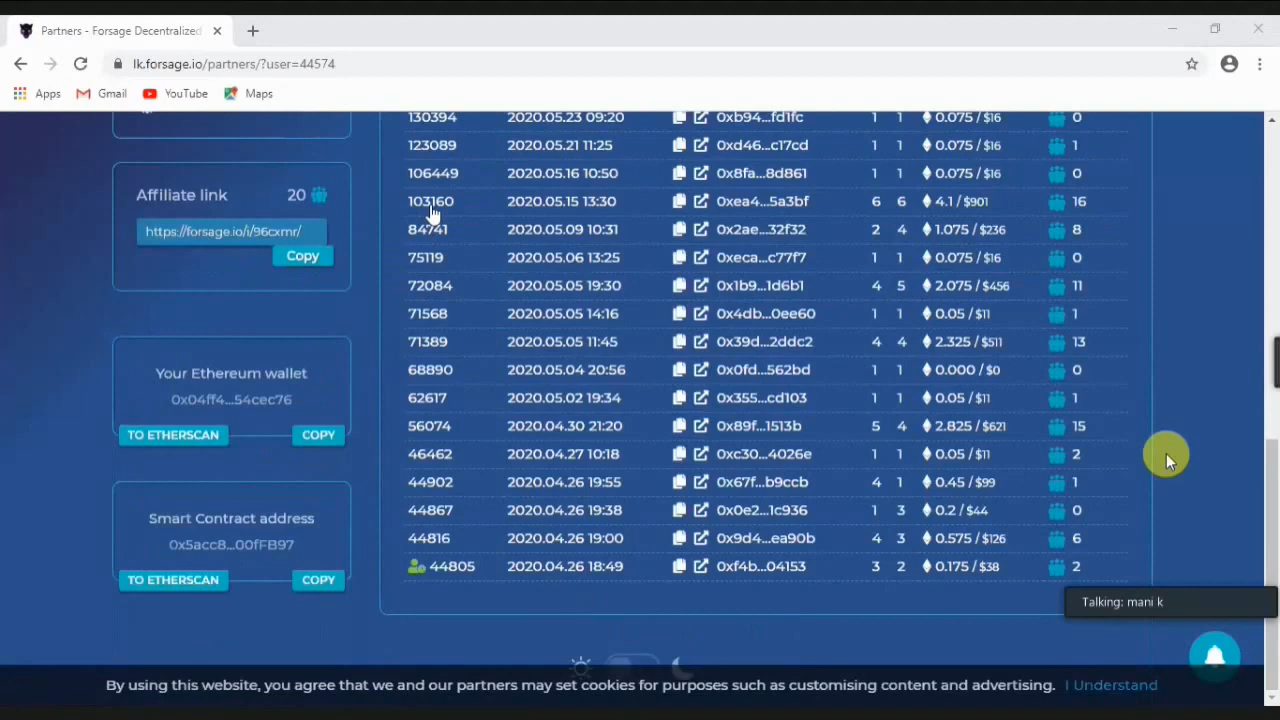 Partners - Forsage Decentralized
lk.forsage.io/partners/?user=44574
Apps Gmail YouTube Maps
130394 2020.05.23 09:20 0xb94...fd1fc 1 1 0.075 / $16 0
123089 2020.05.21 11:25 0xd46...c17cd 1 1 0.075 / $16 1
106449 2020.05.16 10:50 0x8fa...8d861 1 1 0.075 / $16 0
103160 2020.05.15 13:30 0xea4...5a3bf 6 6 4.1 / $901 16
84741 2020.05.09 10:31 0x2ae...32f32 2 4 1.075 / $236 8
75119 2020.05.06 13:25 0xeca...c77f7 1 1 0.075 / $16 0
72084 2020.05.05 19:30 0x1b9...1d6b1 4 5 2.075 / $456 11
71568 2020.05.05 14:16 0x4db...0ee60 1 1 0.05 / $11 1
71389 2020.05.05 11:45 0x39d...2ddc2 4 4 2.325 / $511 13
68890 2020.05.04 20:56 0x0fd...562bd 1 1 0.000 / $0 0
62617 2020.05.02 19:34 0x355...cd103 1 1 0.05 / $11 1
56074 2020.04.30 21:20 0x89f...1513b 5 4 2.825 / $621 15
46462 2020.04.27 10:18 0xc30...4026e 1 1 0.05 / $11 2
44902 2020.04.26 19:55 0x67f...b9ccb 4 1 0.45 / $99 1
44867 2020.04.26 19:38 0x0e2...1c936 1 3 0.2 / $44 0
44816 2020.04.26 19:00 0x9d4...ea90b 4 3 0.575 / $126 6
44805 2020.04.26 18:49 0xf4b...04153 3 2 0.175 / $38 2
Affiliate link 20
https://forsage.io/i/96cxmr/
Copy
Your Ethereum wallet
0x04ff4...54cec76
TO ETHERSCAN COPY
Smart Contract address
0x5acc8...00fFB97
TO ETHERSCAN COPY
Talking: mani k
By using this website, you agree that we and our partners may set cookies for purposes such as customising content and advertising. I Understand